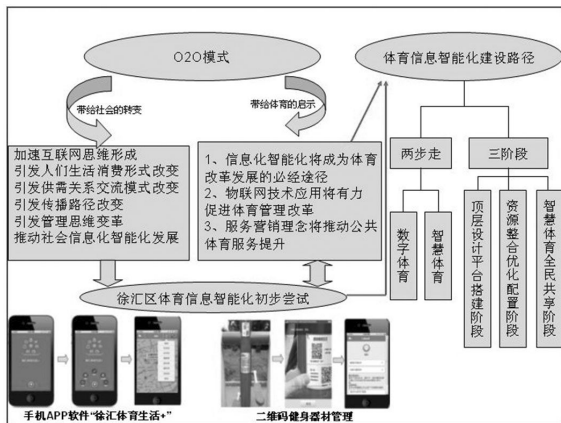 O2O模式
体育信息智能化建设路径
带给社会的转变
带给体育的启示
加速互联网思维形成
引发人们生活消费形式改变
引发供需关系交流模式改变
引发传播路径改变
引发管理思维变革
推动社会信息化智能化发展
1、信息化智能化将成为体育
改革发展的必经途径
2、物联网技术应用将有力
促进体育管理改革
3、服务营销理念将推动公共
体育服务提升
两步走
三阶段
数字体育
智慧体育
顶层设计平台搭建阶段
资源整合优化配置阶段
智慧体育全民共享阶段
徐汇区体育信息智能化初步尝试
手机APP软件“徐汇体育生活+”
二维码健身器材管理